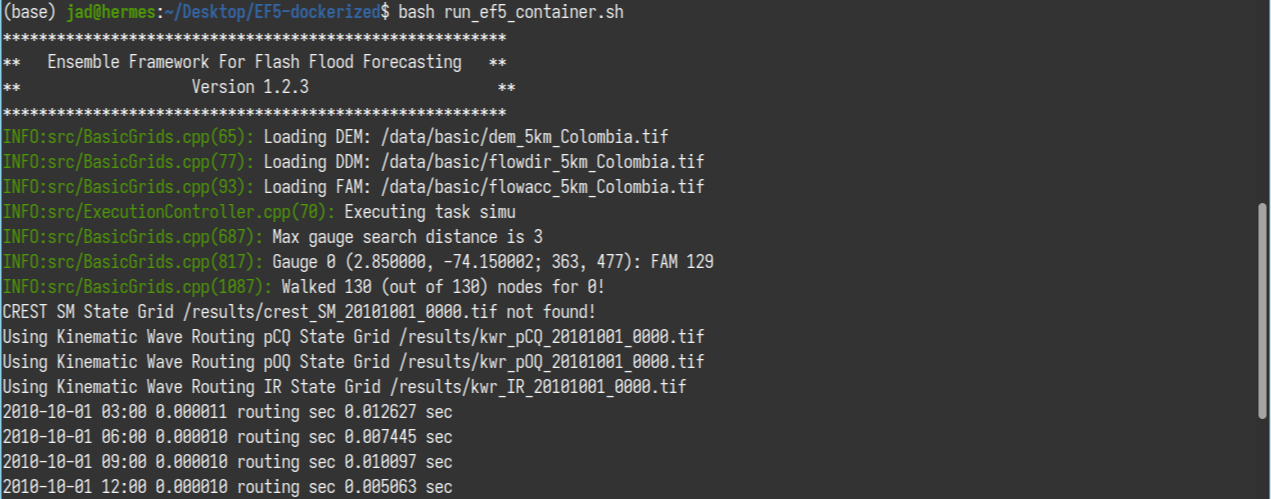 (base) jad@hermes:~/Desktop/EF5-dockerized$ bash run_ef5_container.sh
********************************************************
**   Ensemble Framework For Flash Flood Forecasting   **
**                   Version 1.2.3                     **
********************************************************
INFO:src/BasicGrids.cpp(65): Loading DEM: /data/basic/dem_5km_Colombia.tif
INFO:src/BasicGrids.cpp(77): Loading DDM: /data/basic/flowdir_5km_Colombia.tif
INFO:src/BasicGrids.cpp(93): Loading FAM: /data/basic/flowacc_5km_Colombia.tif
INFO:src/ExecutionController.cpp(70): Executing task simu
INFO:src/BasicGrids.cpp(687): Max gauge search distance is 3
INFO:src/BasicGrids.cpp(817): Gauge 0 (2.850000, -74.150002; 363, 477): FAM 129
INFO:src/BasicGrids.cpp(1087): Walked 130 (out of 130) nodes for 0!
CREST SM State Grid /results/crest_SM_20101001_0000.tif not found!
Using Kinematic Wave Routing pCQ State Grid /results/kwr_pCQ_20101001_0000.tif
Using Kinematic Wave Routing pOQ State Grid /results/kwr_pOQ_20101001_0000.tif
Using Kinematic Wave Routing IR State Grid /results/kwr_IR_20101001_0000.tif
2010-10-01 03:00 0.000011 routing sec 0.012627 sec
2010-10-01 06:00 0.000010 routing sec 0.007445 sec
2010-10-01 09:00 0.000010 routing sec 0.010097 sec
2010-10-01 12:00 0.000010 routing sec 0.005063 sec